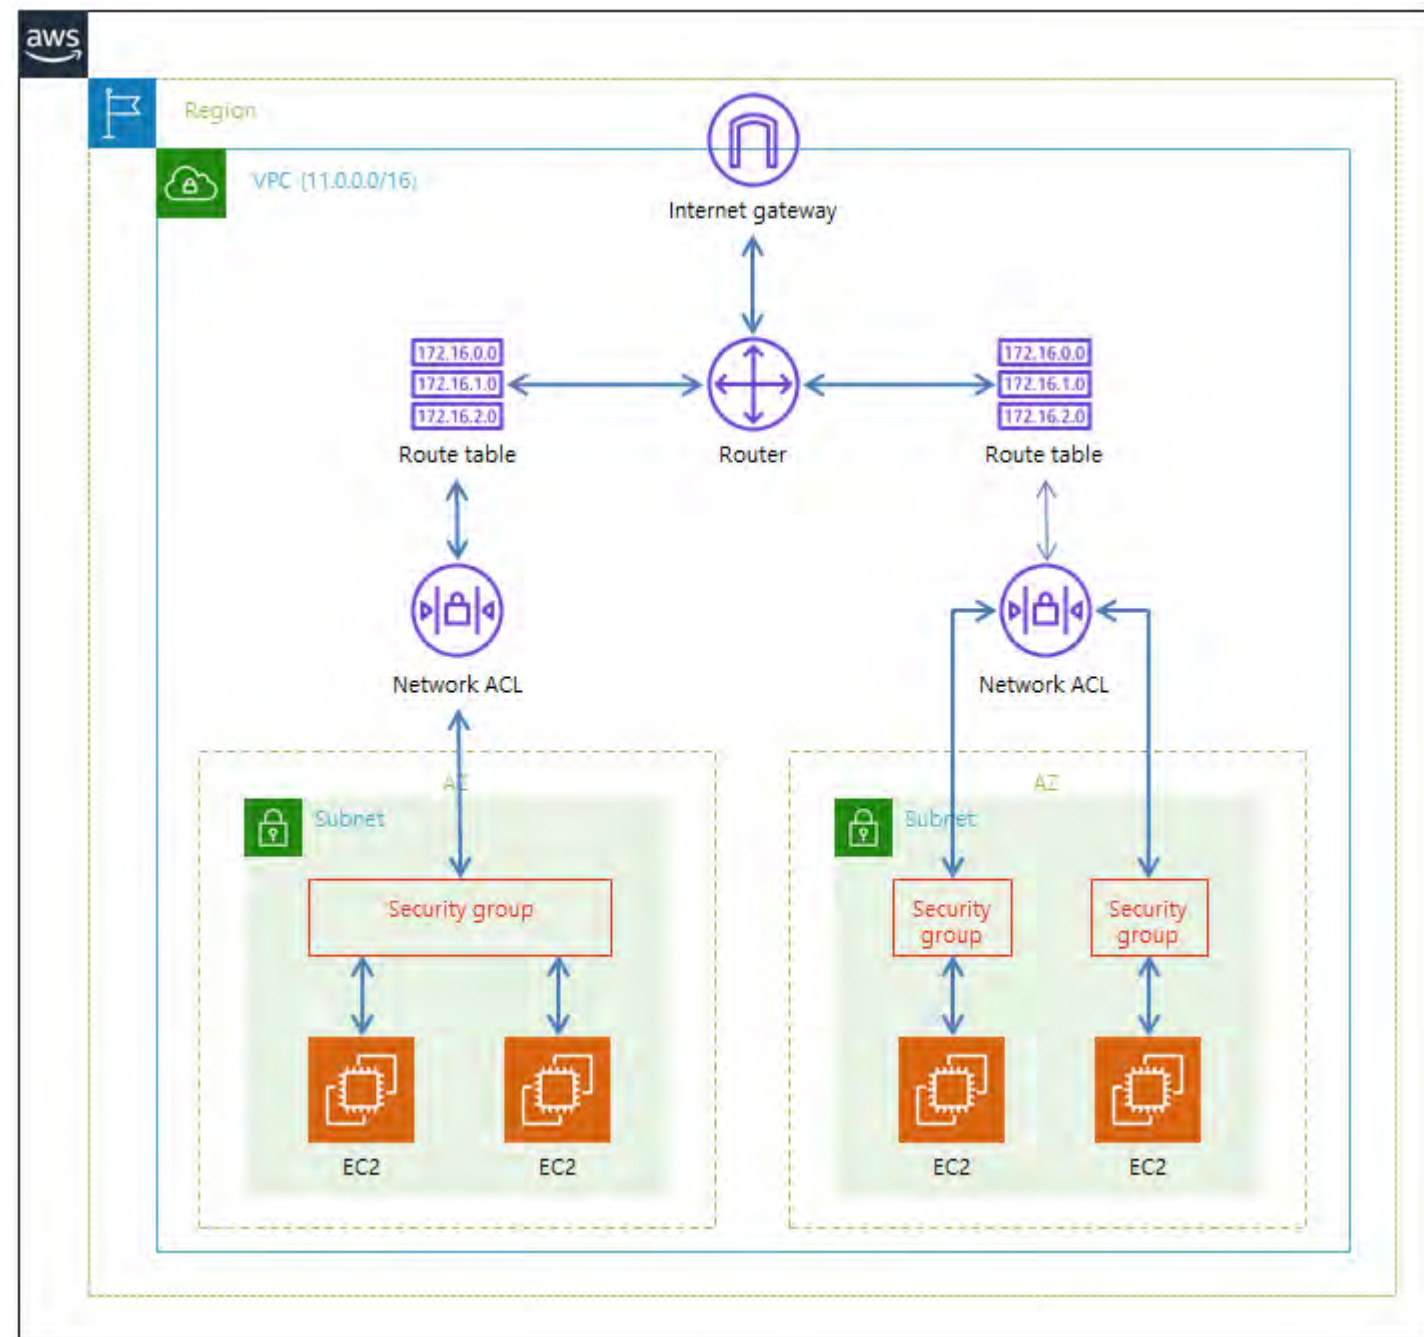 aws
Region
VPC (11.0.0.0/16)
Internet gateway
172.16.0.0
172.16.1.0
172.16.2.0
Route table
Router
172.16.0.0
172.16.1.0
172.16.2.0
Route table
Network ACL
Network ACL
AZ
Subnet
Security group
EC2
EC2
AZ
Subnet
Security
group
Security
group
EC2
EC2